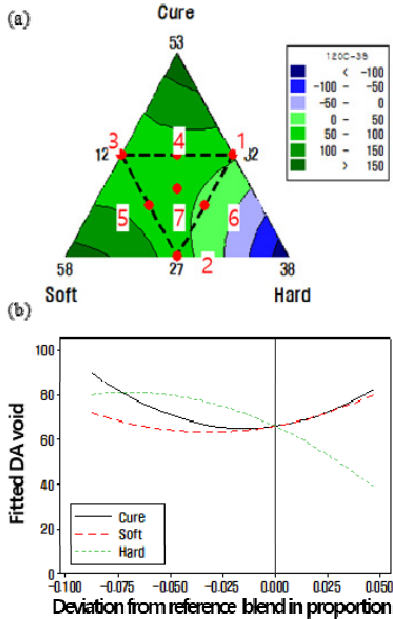 (a)
Cure
53
120C-3S
< -100
-100 - -50
-50 - 0
0 - 50
50 - 100
100 - 150
> 150
3
4
1
12
32
5
7
6
2
58
27
38
Soft
Hard
(b)
100
80
60
40
20
0
Fitted DA void
Cure
Soft
Hard
-0.100
-0.075
-0.050
-0.025
0.000
0.025
0.050
Deviation from reference blend in proportion